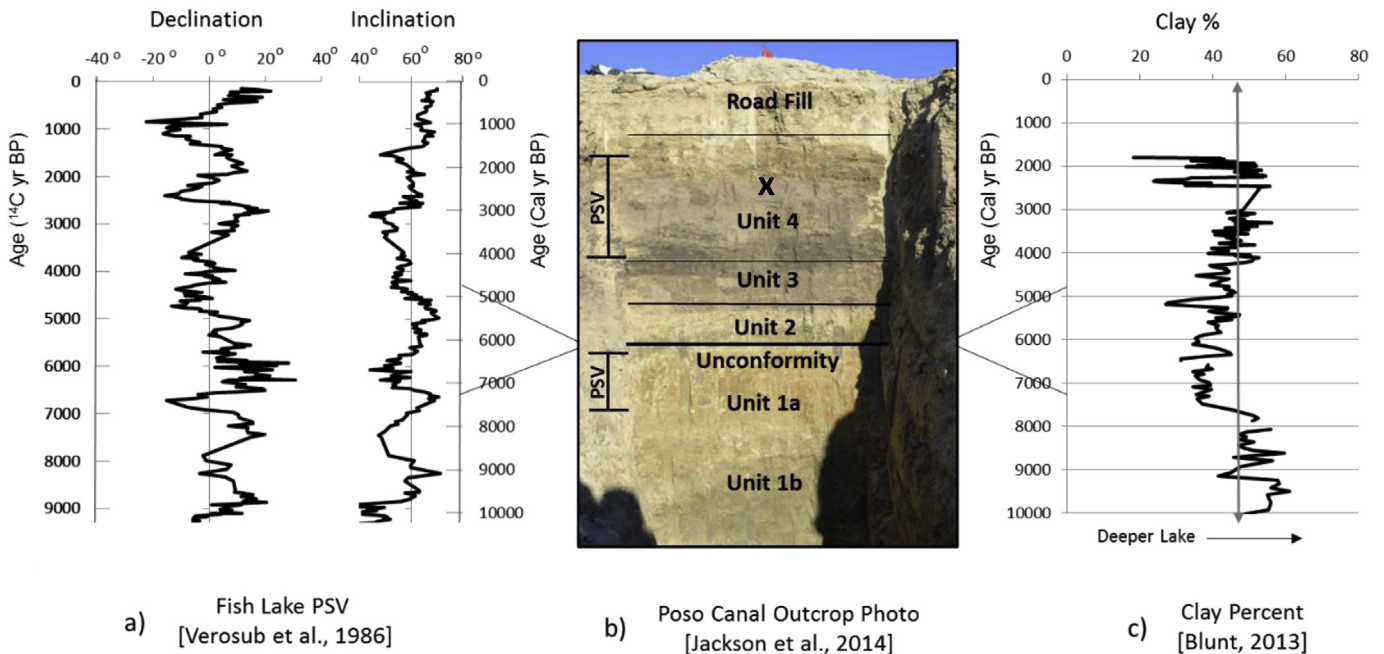 Declination
-40 o
-20 o
0 o
20 o
40 o
Age (¹⁴C yr BP)
0
1000
2000
3000
4000
5000
6000
7000
8000
9000
Inclination
40 o
60 o
80 o
0
1000
2000
3000
4000
5000
6000
7000
8000
9000
10000
Age (Cal yr BP)
Road Fill
PSV
X
Unit 4
Unit 3
Unit 2
Unconformity
PSV
Unit 1a
Unit 1b
Clay %
0
20
40
60
80
Age (Cal yr BP)
0
1000
2000
3000
4000
5000
6000
7000
8000
9000
10000
Deeper Lake
a)
Fish Lake PSV
[Verosub et al., 1986]
b)
Poso Canal Outcrop Photo
[Jackson et al., 2014]
c)
Clay Percent
[Blunt, 2013]